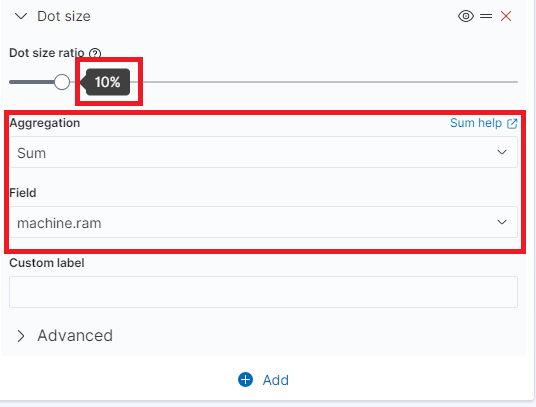 Dot size
Dot size ratio
10%
Aggregation
Sum help
Sum
Field
machine.ram
Custom label
Advanced
Add